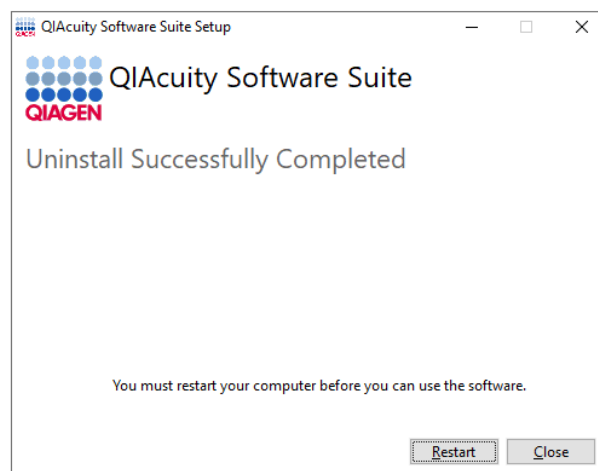 QIAcuity Software Suite Setup
QIAcuity Software Suite
QIAGEN
Uninstall Successfully Completed
You must restart your computer before you can use the software.
Restart
Close